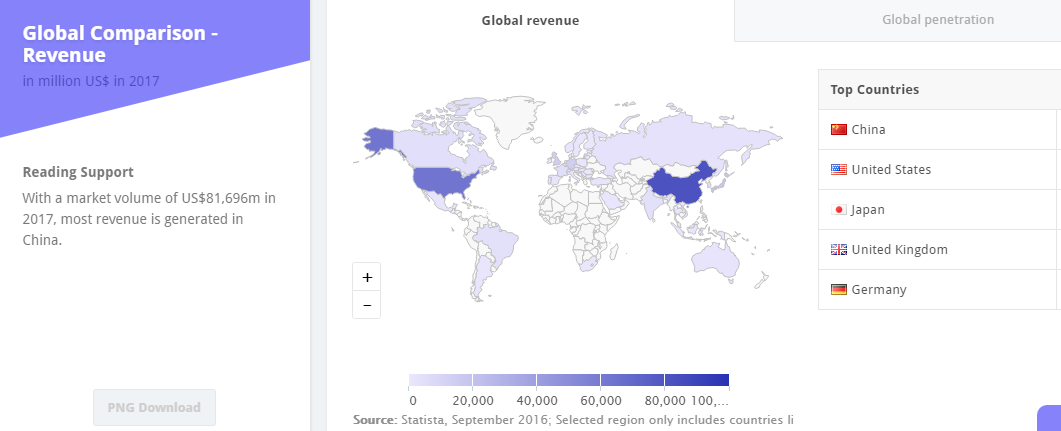 Global Comparison -
Revenue
in million US$ in 2017
Reading Support
With a market volume of US$81,696m in
2017, most revenue is generated in
China.
PNG Download
Global revenue
Global penetration
+
−
0 20,000 40,000 60,000 80,000 100,...
Source: Statista, September 2016; Selected region only includes countries li
Top Countries
China
United States
Japan
United Kingdom
Germany